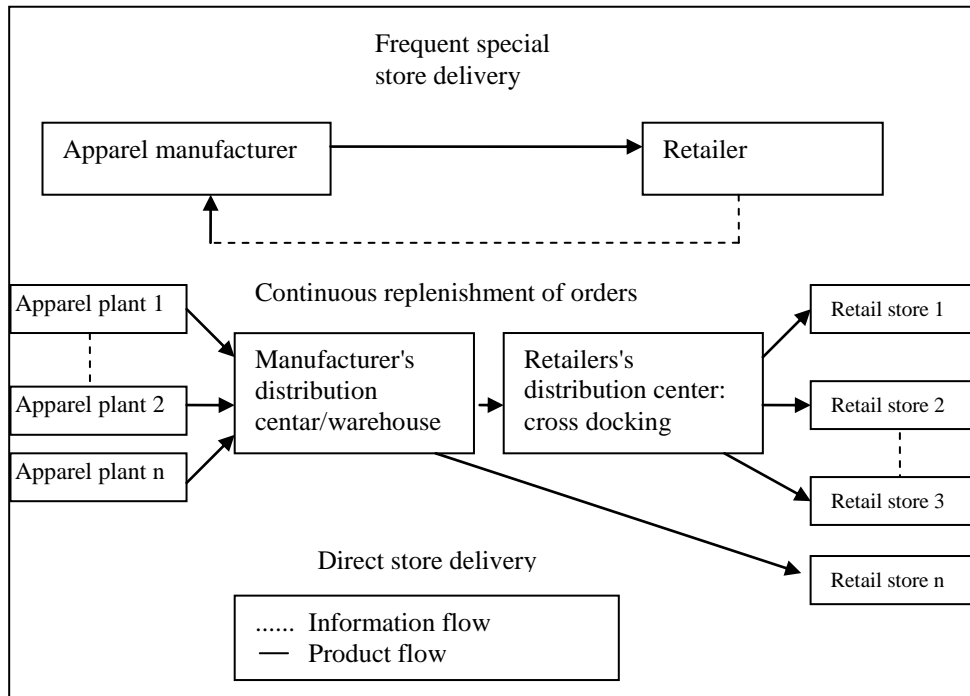 Frequent special
store delivery
Apparel manufacturer
Retailer
Continuous replenishment of orders
Apparel plant 1
Apparel plant 2
Apparel plant n
Manufacturer's
distribution
centar/warehouse
Retailers's
distribution center:
cross docking
Retail store 1
Retail store 2
Retail store 3
Retail store n
Direct store delivery
...... Information flow
— Product flow